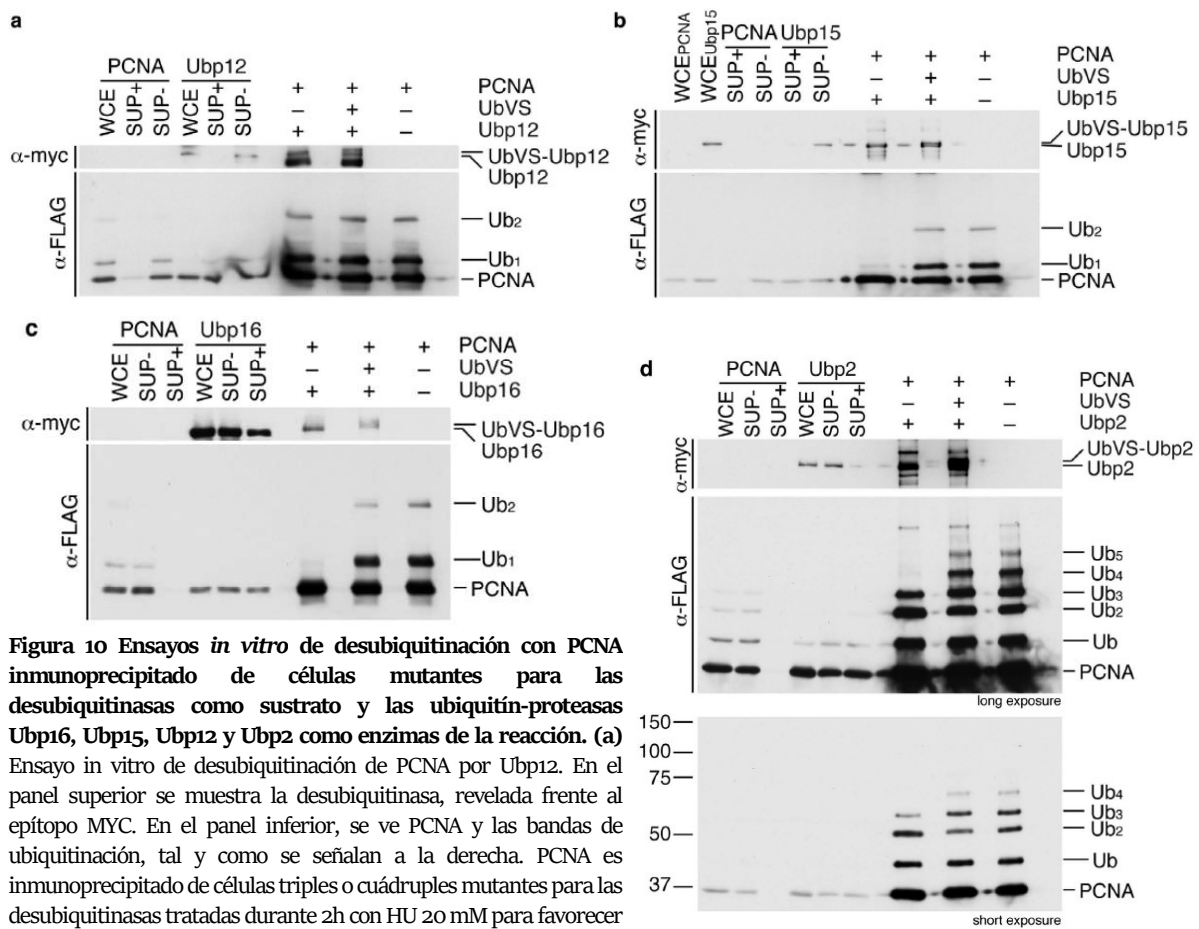 a
PCNA Ubp12
WCE SUP+ SUP- WCE SUP+ SUP-
+ + + PCNA
– + – UbVS
+ + – Ubp12
α-myc
UbVS-Ubp12
Ubp12
α-FLAG
Ub2
Ub1
PCNA
b
WCEPCNA WCEUbp15 PCNA Ubp15
SUP+ SUP- SUP+ SUP-
+ + + PCNA
– + – UbVS
+ + – Ubp15
α-myc
UbVS-Ubp15
Ubp15
α-FLAG
Ub2
Ub1
PCNA
c
PCNA Ubp16
WCE SUP- SUP+ WCE SUP- SUP+
+ + + PCNA
– + – UbVS
+ + – Ubp16
α-myc
UbVS-Ubp16
Ubp16
α-FLAG
Ub2
Ub1
PCNA
d
PCNA Ubp2
WCE SUP- SUP+ WCE SUP- SUP+
+ + + PCNA
– + – UbVS
+ + – Ubp2
α-myc
UbVS-Ubp2
Ubp2
α-FLAG
Ub5
Ub4
Ub3
Ub2
Ub
PCNA
long exposure
150
100
75
50
37
Ub4
Ub3
Ub2
Ub
PCNA
short exposure
Figura 10 Ensayos in vitro de desubiquitinación con PCNA
inmunoprecipitado de células mutantes para las
desubiquitinasas como sustrato y las ubiquitín-proteasas
Ubp16, Ubp15, Ubp12 y Ubp2 como enzimas de la reacción. (a)
Ensayo in vitro de desubiquitinación de PCNA por Ubp12. En el
panel superior se muestra la desubiquitinasa, revelada frente al
epítopo MYC. En el panel inferior, se ve PCNA y las bandas de
ubiquitinación, tal y como se señalan a la derecha. PCNA es
inmunoprecipitado de células triples o cuádruples mutantes para las
desubiquitinasas tratadas durante 2h con HU 20 mM para favorecer